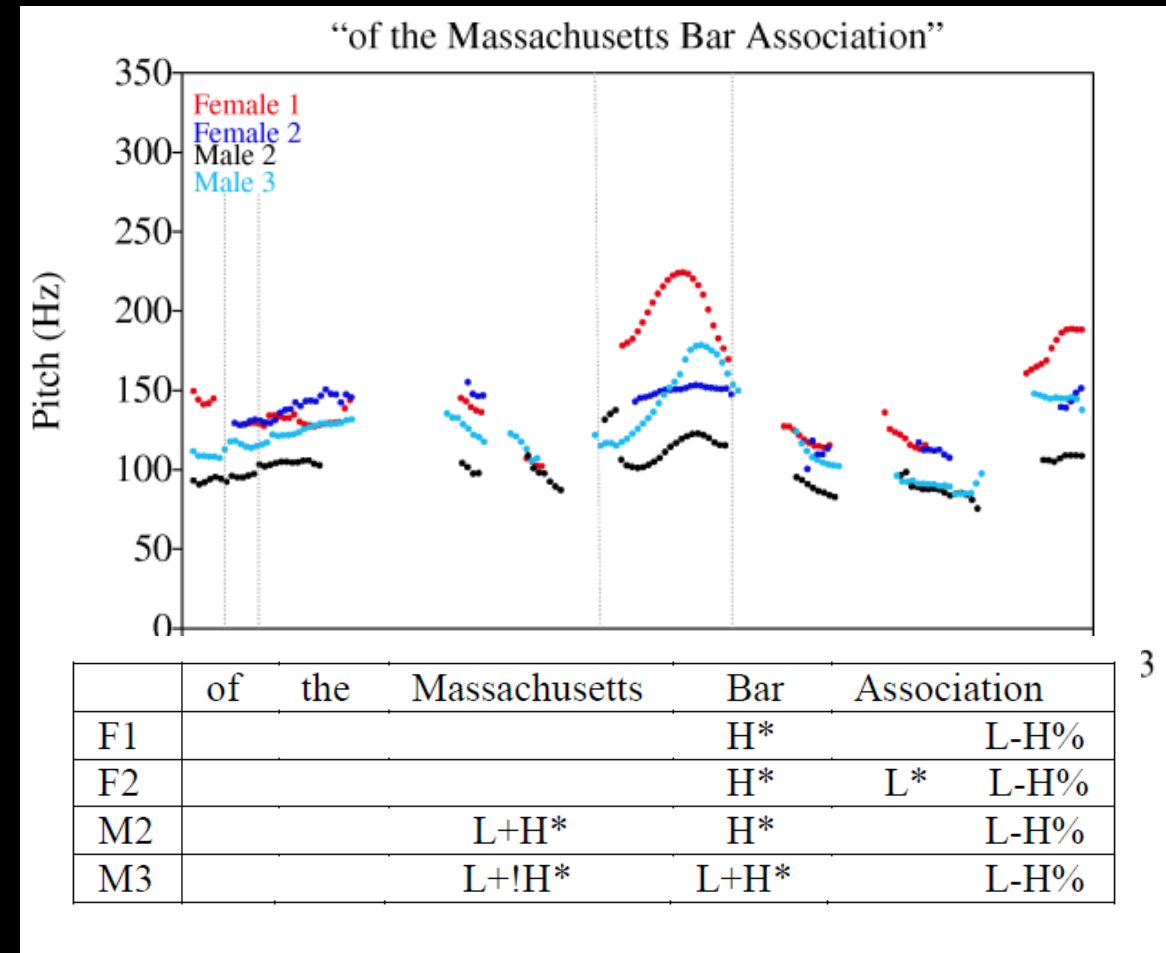 “of the Massachusetts Bar Association”
350
Female 1
Female 2
300
Male 2
Male 3
250
200
150
100
50
0
Pitch (Hz)
3
of the Massachusetts Bar Association
F1 H* L-H%
F2 H* L* L-H%
M2 L+H* H* L-H%
M3 L+!H* L+H* L-H%